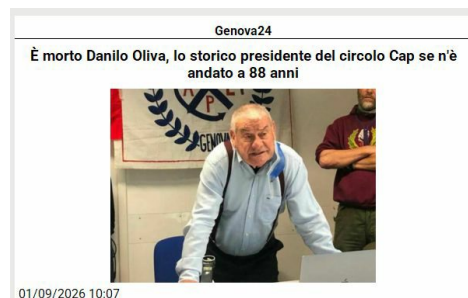 Genova24
È morto Danilo Oliva, lo storico presidente del circolo Cap se n'è
andato a 88 anni
A P
GENOVA
01/09/2026 10:07